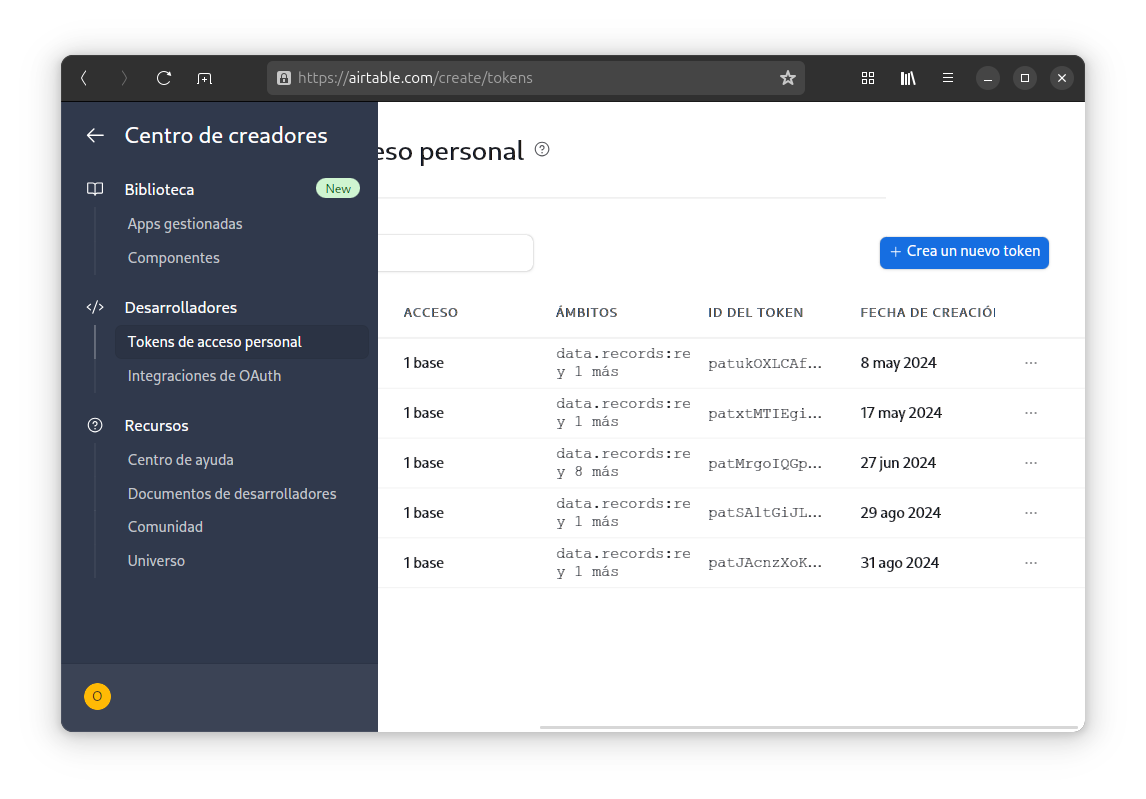 https://airtable.com/create/tokens
Centro de creadores
Biblioteca
New
Apps gestionadas
Componentes
Desarrolladores
Tokens de acceso personal
Integraciones de OAuth
Recursos
Centro de ayuda
Documentos de desarrolladores
Comunidad
Universo
O
eso personal
+ Crea un nuevo token
ACCESO ÁMBITOS ID DEL TOKEN FECHA DE CREACIÓ
1 base data.records:re y 1 más patukOXLCAf... 8 may 2024 ...
1 base data.records:re y 1 más patxtMTIEgi... 17 may 2024 ...
1 base data.records:re y 8 más patMrgoIQGp... 27 jun 2024 ...
1 base data.records:re y 1 más patSAltGiJL... 29 ago 2024 ...
1 base data.records:re y 1 más patJAcnzXoK... 31 ago 2024 ...